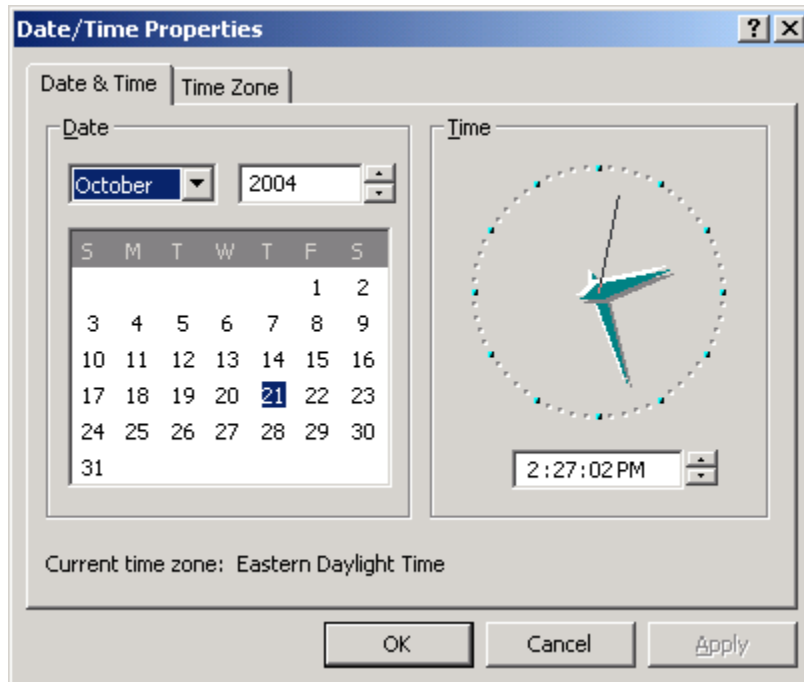 Date/Time Properties
Date & Time Time Zone
Date
October 2004
S M T W T F S
1 2
3 4 5 6 7 8 9
10 11 12 13 14 15 16
17 18 19 20 21 22 23
24 25 26 27 28 29 30
31
Time
2:27:02 PM
Current time zone: Eastern Daylight Time
OK Cancel Apply